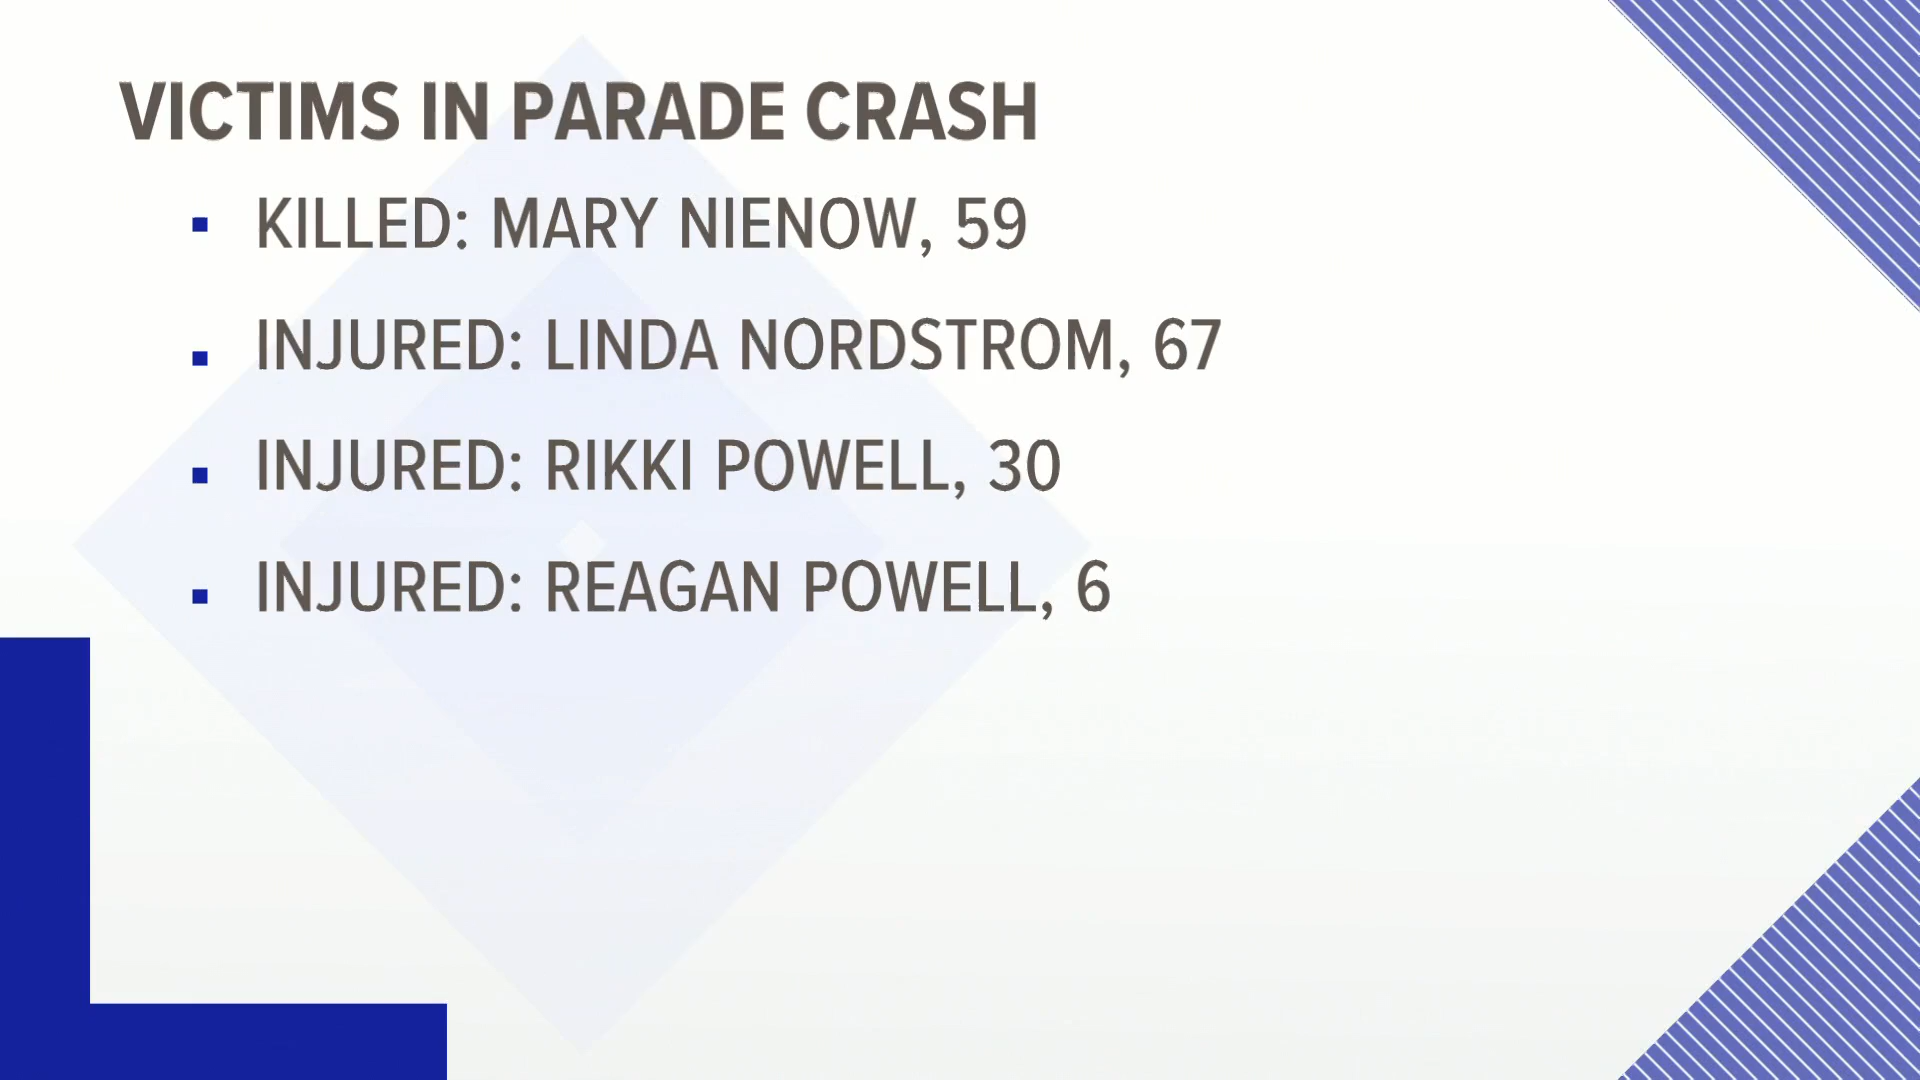 VICTIMS IN PARADE CRASH
KILLED: MARY NIENOW, 59
INJURED: LINDA NORDSTROM, 67
INJURED: RIKKI POWELL, 30
INJURED: REAGAN POWELL, 6